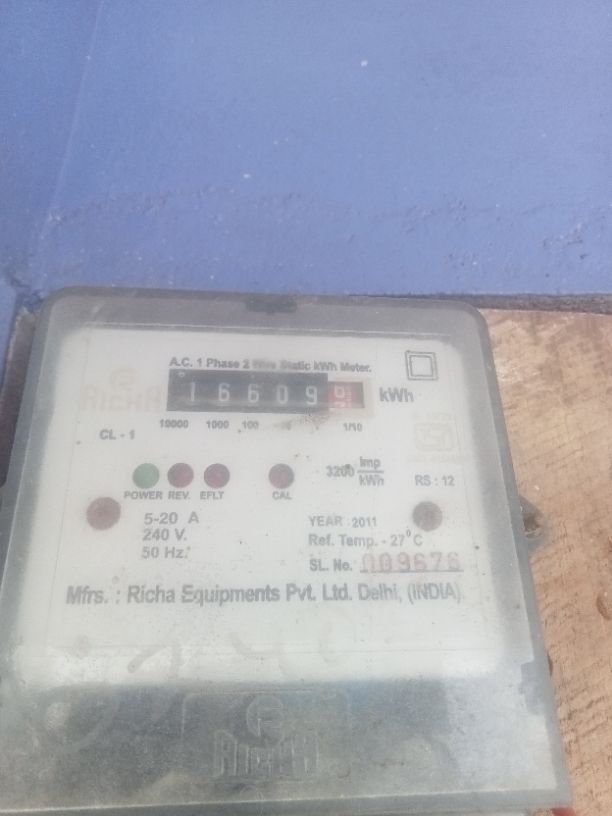 A.C. 1 Phase 2 Wire Static kWh Meter.
16609 kWh
10000 1000 100 1/10
CL - 1
3200 imp/kWh
RS : 12
POWER REV. EFLT CAL
5-20 A
240 V.
50 Hz.
YEAR : 2011
Ref. Temp. - 27°C
SL. No. 009676
Mfrs. : Richa Equipments Pvt. Ltd. Delhi, (INDIA).
RICHA